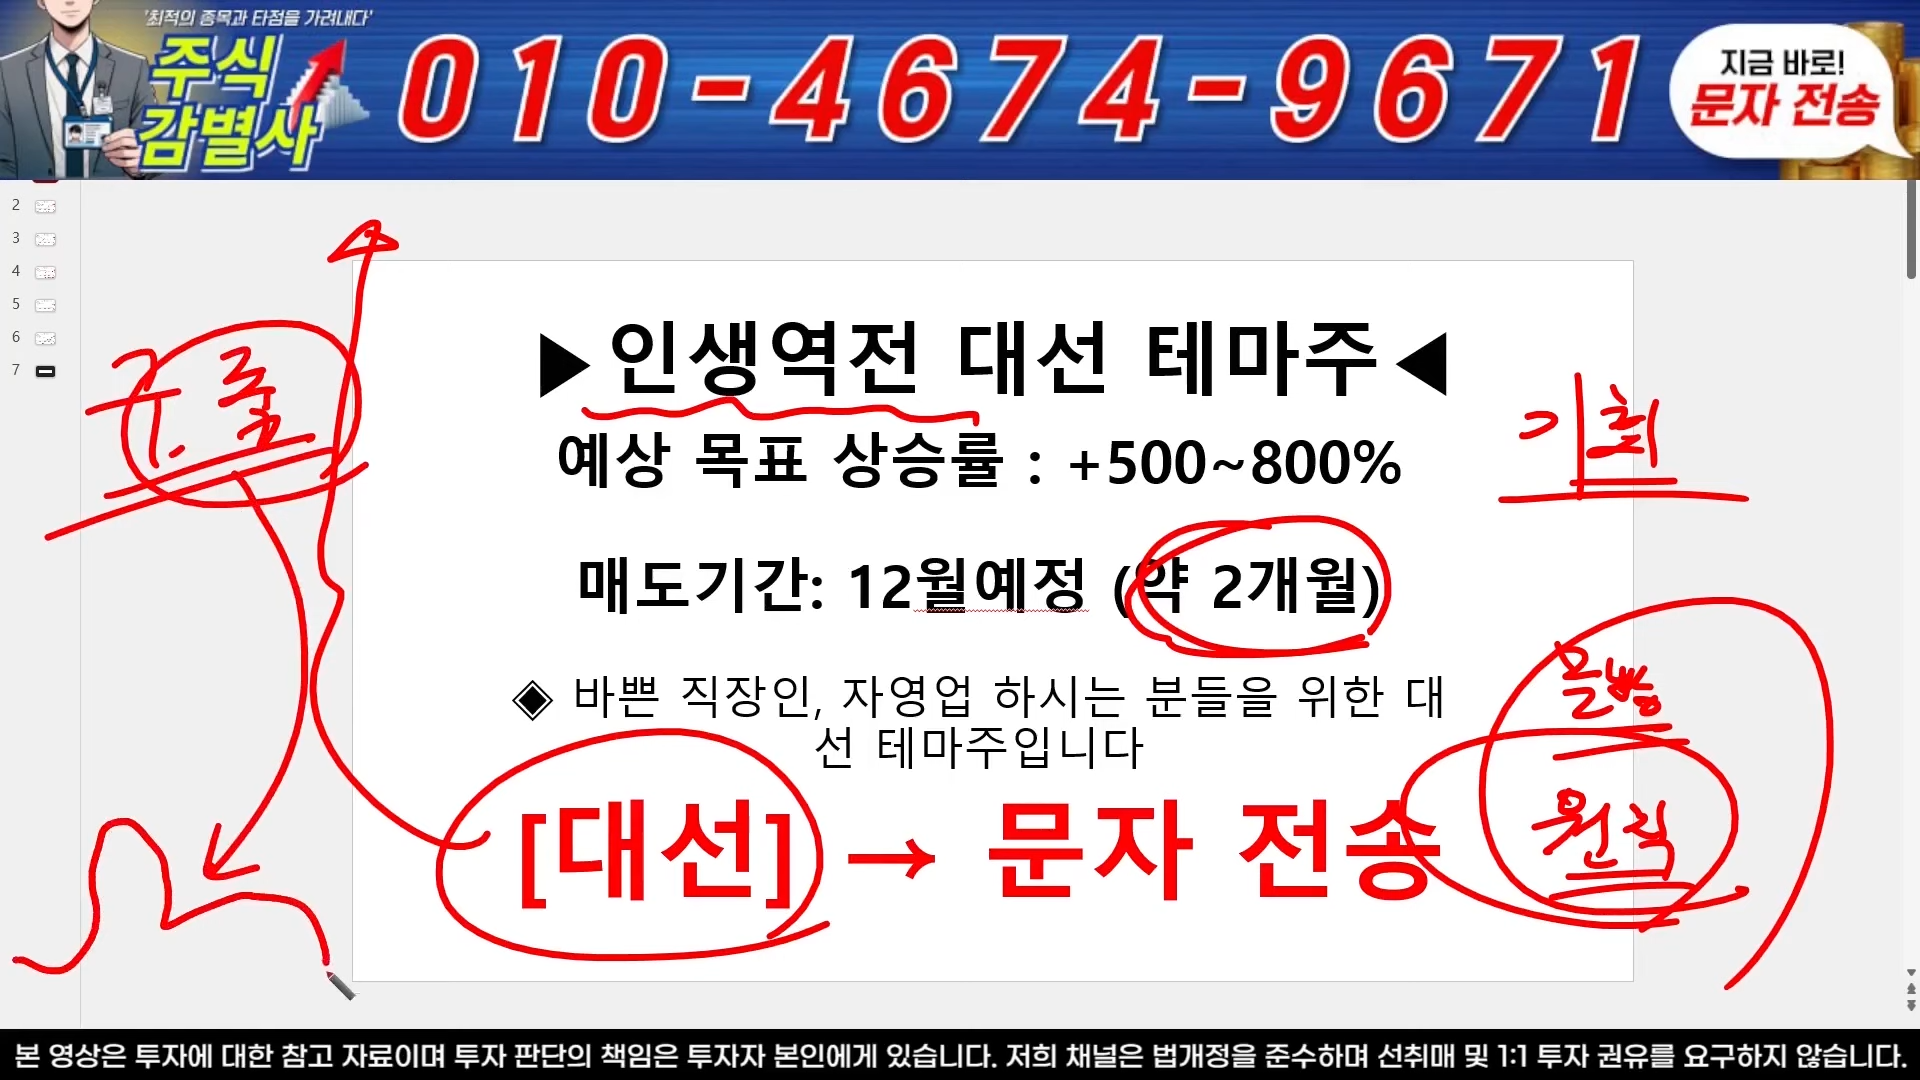 '최적의 종목과 타점을 가려내다'
주식
감별사
010-4674-9671
지금 바로!
문자 전송
2
3
4
5
6
7
▶인생역전 대선 테마주◀
예상 목표 상승률 : +500~800%
기회
매도기간: 12월예정 (약 2개월)
◈ 바쁜 직장인, 자영업 하시는 분들을 위한 대
선 테마주입니다
몰빵
원칙
[대선] → 문자 전송
본 영상은 투자에 대한 참고 자료이며 투자 판단의 책임은 투자자 본인에게 있습니다. 저희 채널은 법개정을 준수하며 선취매 및 1:1 투자 권유를 요구하지 않습니다.